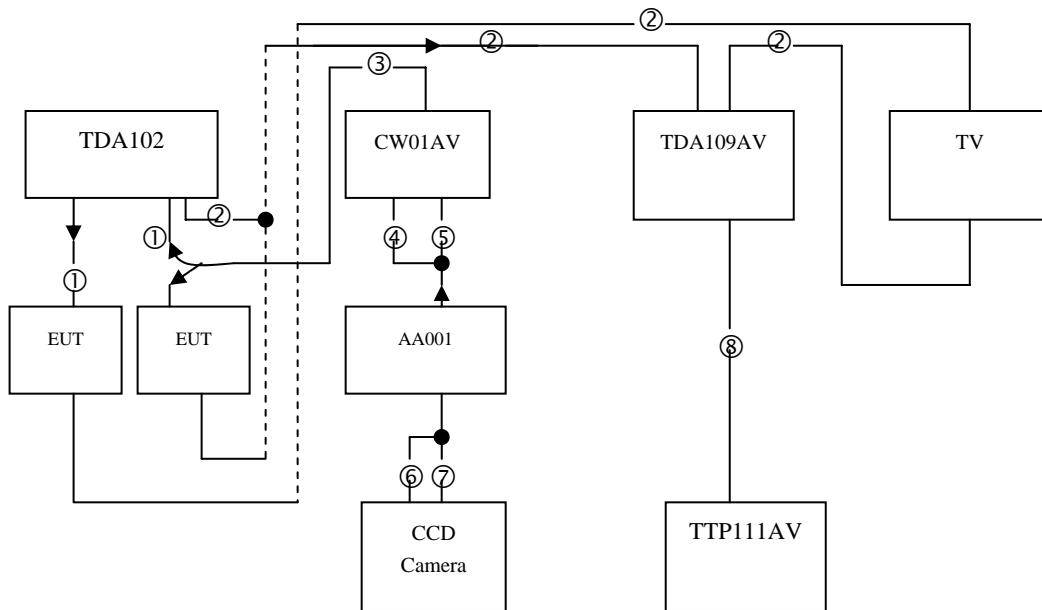 ②
② ②
③
TDA102
CW01AV
TDA109AV
TV
②
① ④ ⑤
①
EUT
EUT
AA001
⑧
⑥ ⑦
CCD
Camera
TTP111AV